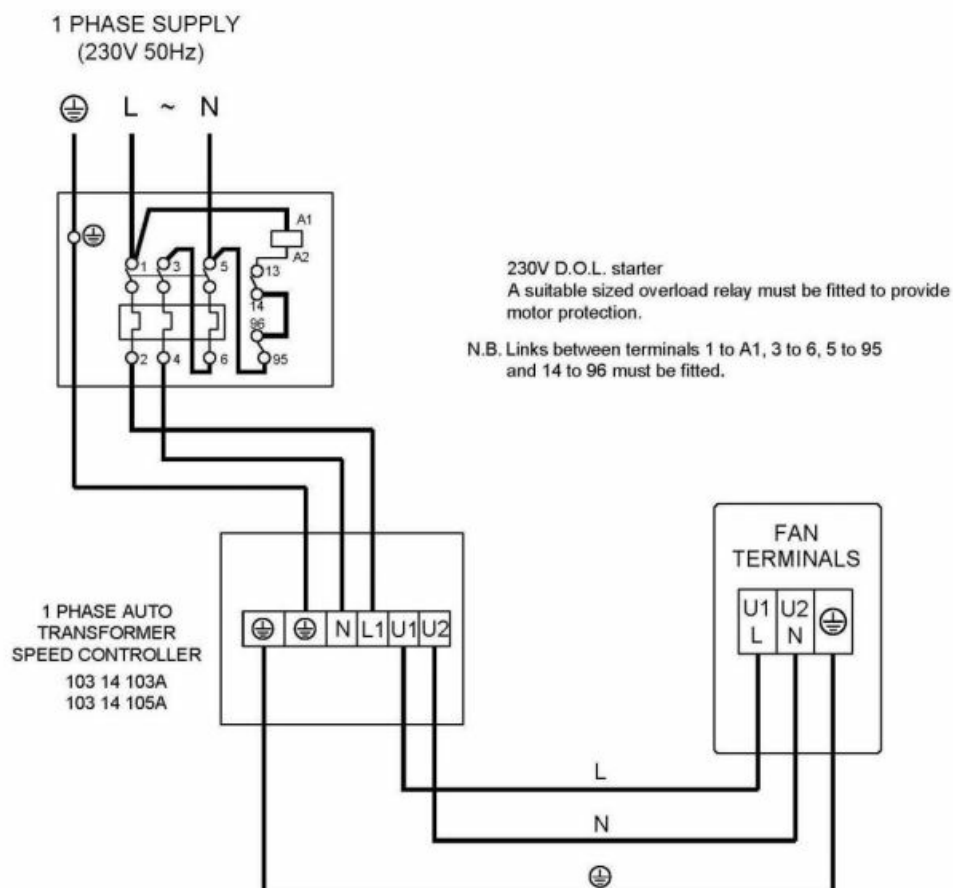 1 PHASE SUPPLY
(230V 50Hz)
L ~ N
A1
A2
1 3 5 13
14
96
2 4 6 95
230V D.O.L. starter
A suitable sized overload relay must be fitted to provide
motor protection.
N.B. Links between terminals 1 to A1, 3 to 6, 5 to 95
and 14 to 96 must be fitted.
1 PHASE AUTO
TRANSFORMER
SPEED CONTROLLER
103 14 103A
103 14 105A
N L1 U1 U2
FAN
TERMINALS
U1 U2
L N
L
N